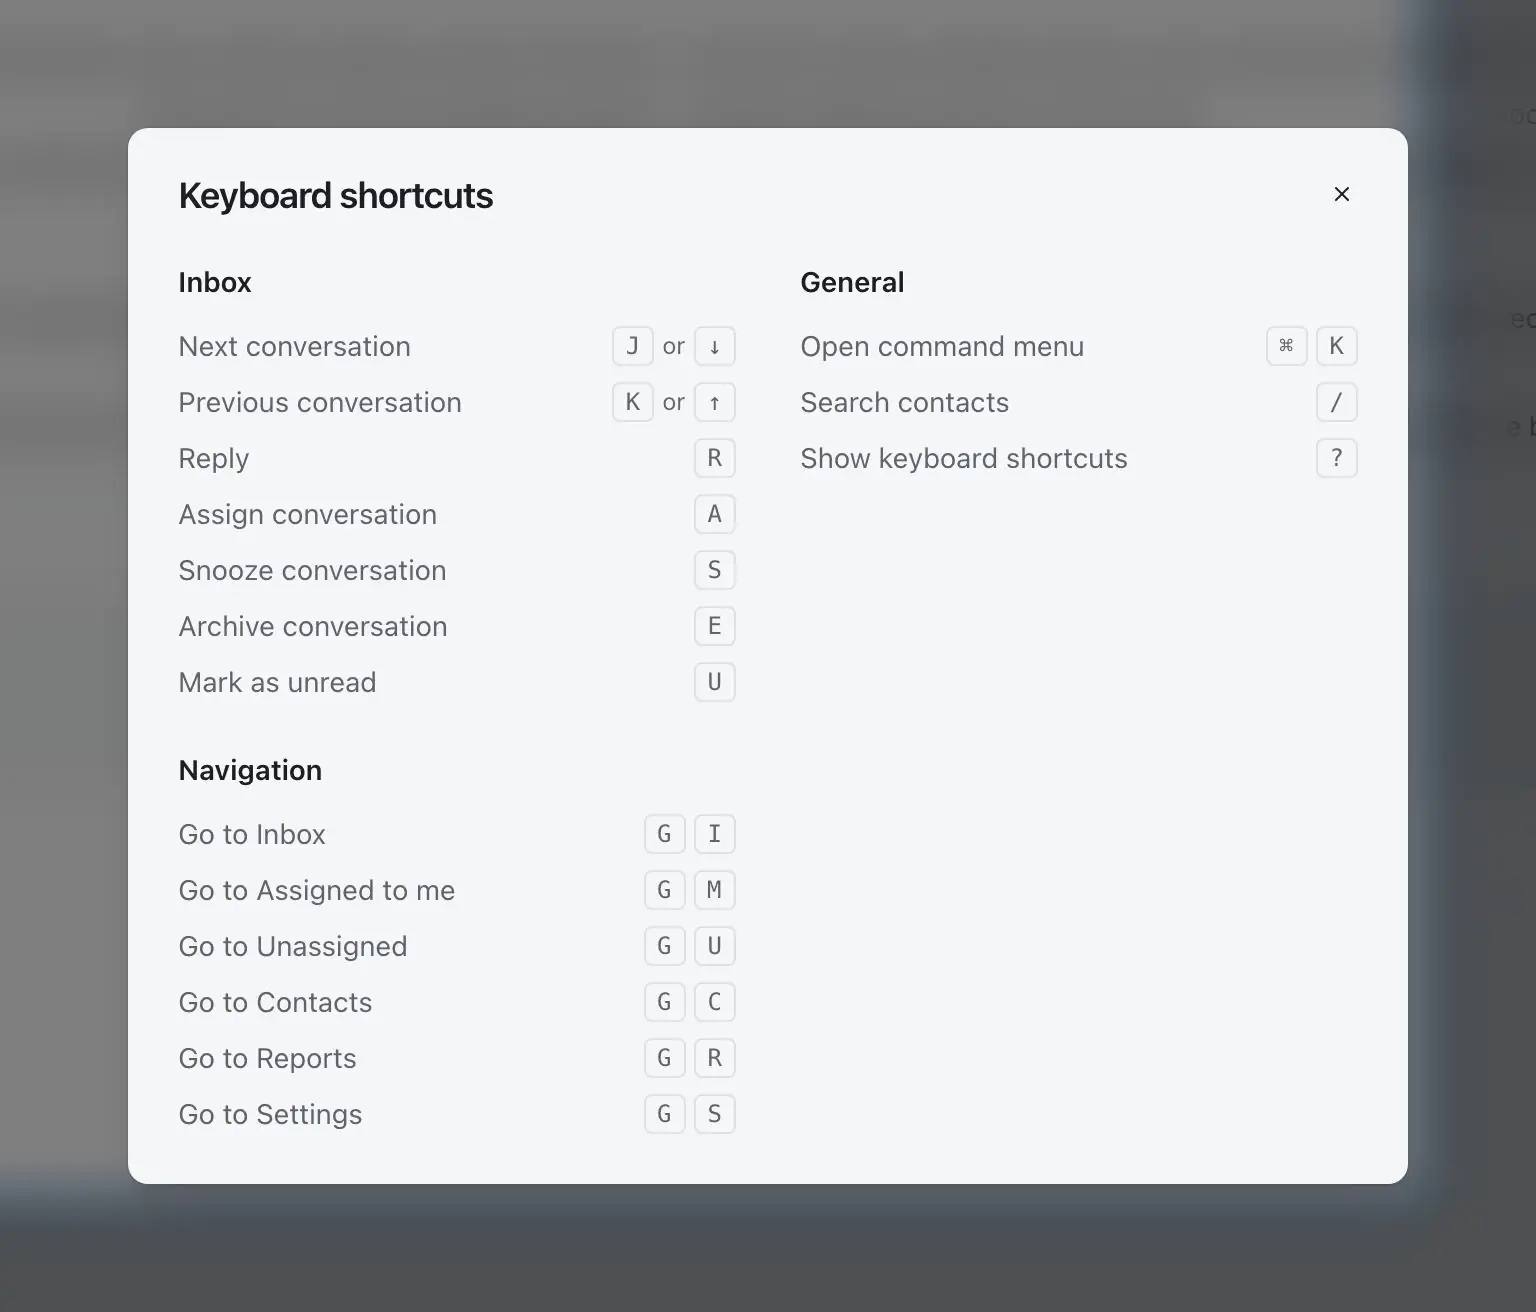 Keyboard shortcuts
Inbox
Next conversation J or ↓
Previous conversation K or ↑
Reply R
Assign conversation A
Snooze conversation S
Archive conversation E
Mark as unread U
Navigation
Go to Inbox G I
Go to Assigned to me G M
Go to Unassigned G U
Go to Contacts G C
Go to Reports G R
Go to Settings G S
General
Open command menu ⌘ K
Search contacts /
Show keyboard shortcuts ?